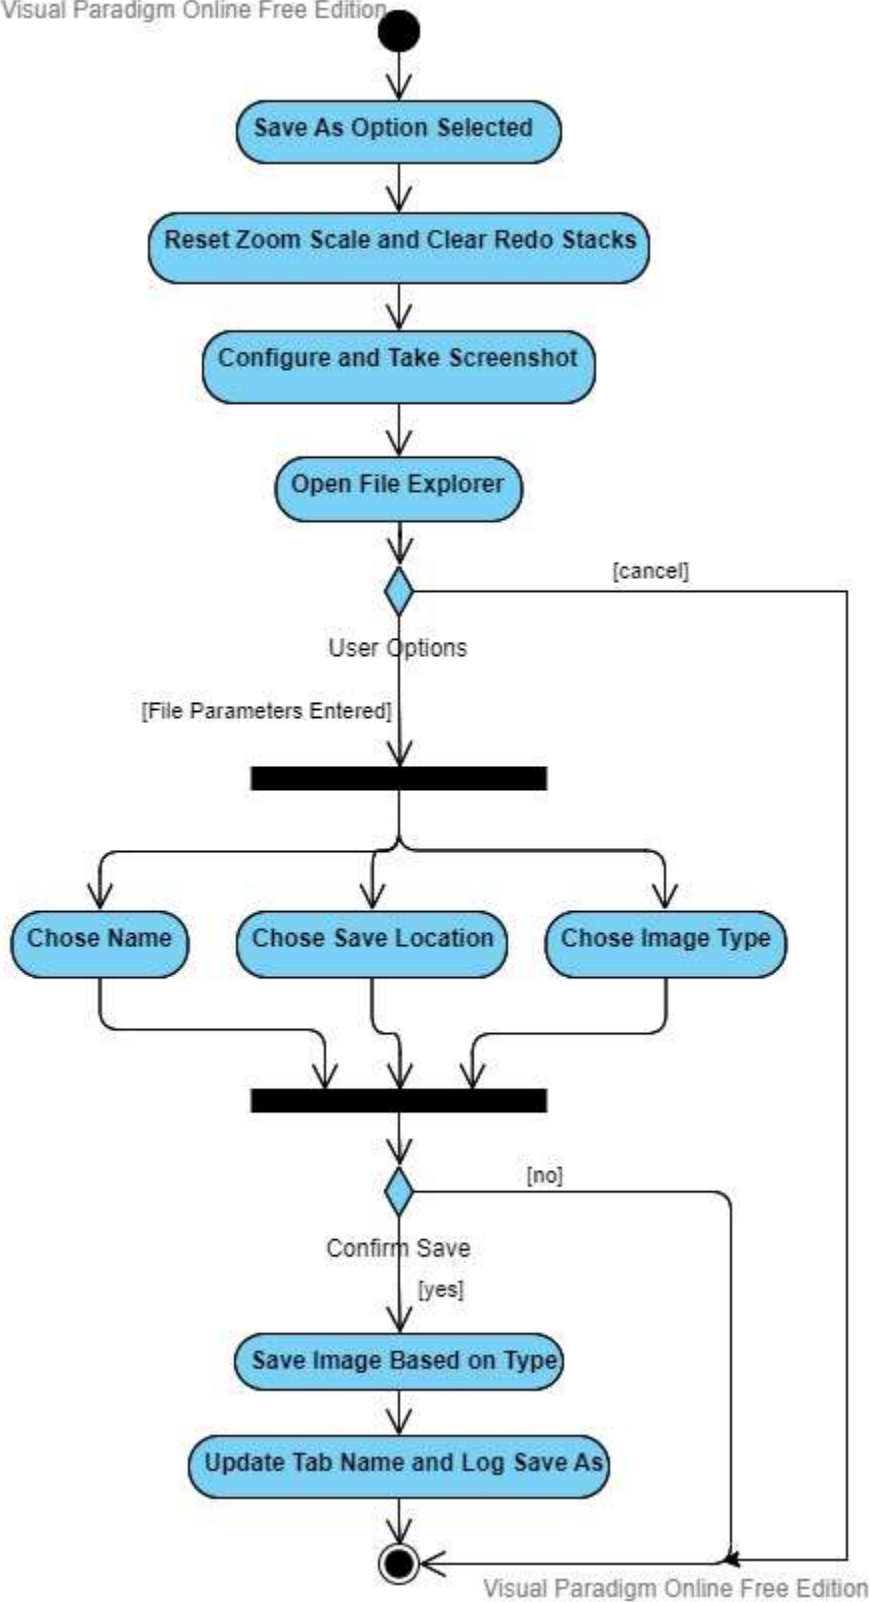 Visual Paradigm Online Free Edition
Save As Option Selected
Reset Zoom Scale and Clear Redo Stacks
Configure and Take Screenshot
Open File Explorer
[cancel]
User Options
[File Parameters Entered]
Chose Name
Chose Save Location
Chose Image Type
[no]
Confirm Save
[yes]
Save Image Based on Type
Update Tab Name and Log Save As
Visual Paradigm Online Free Edition